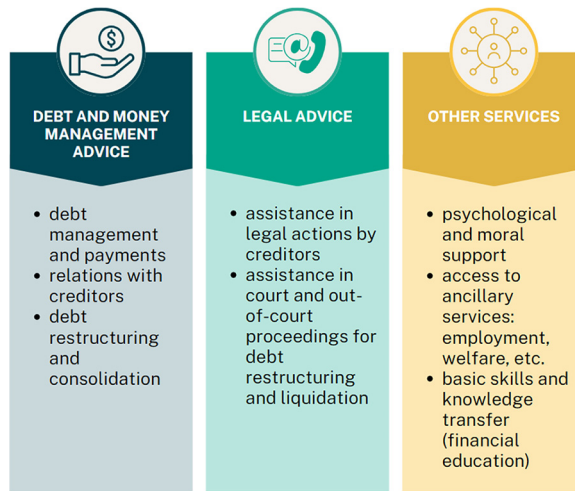 DEBT AND MONEY
MANAGEMENT
ADVICE
• debt
management
and payments
• relations with
creditors
• debt
restructuring
and
consolidation
LEGAL ADVICE
• assistance in
legal actions by
creditors
• assistance in
court and out-
of-court
proceedings for
debt
restructuring
and liquidation
OTHER SERVICES
• psychological
and moral
support
• access to
ancillary
services:
employment,
welfare, etc.
• basic skills and
knowledge
transfer
(financial
education)